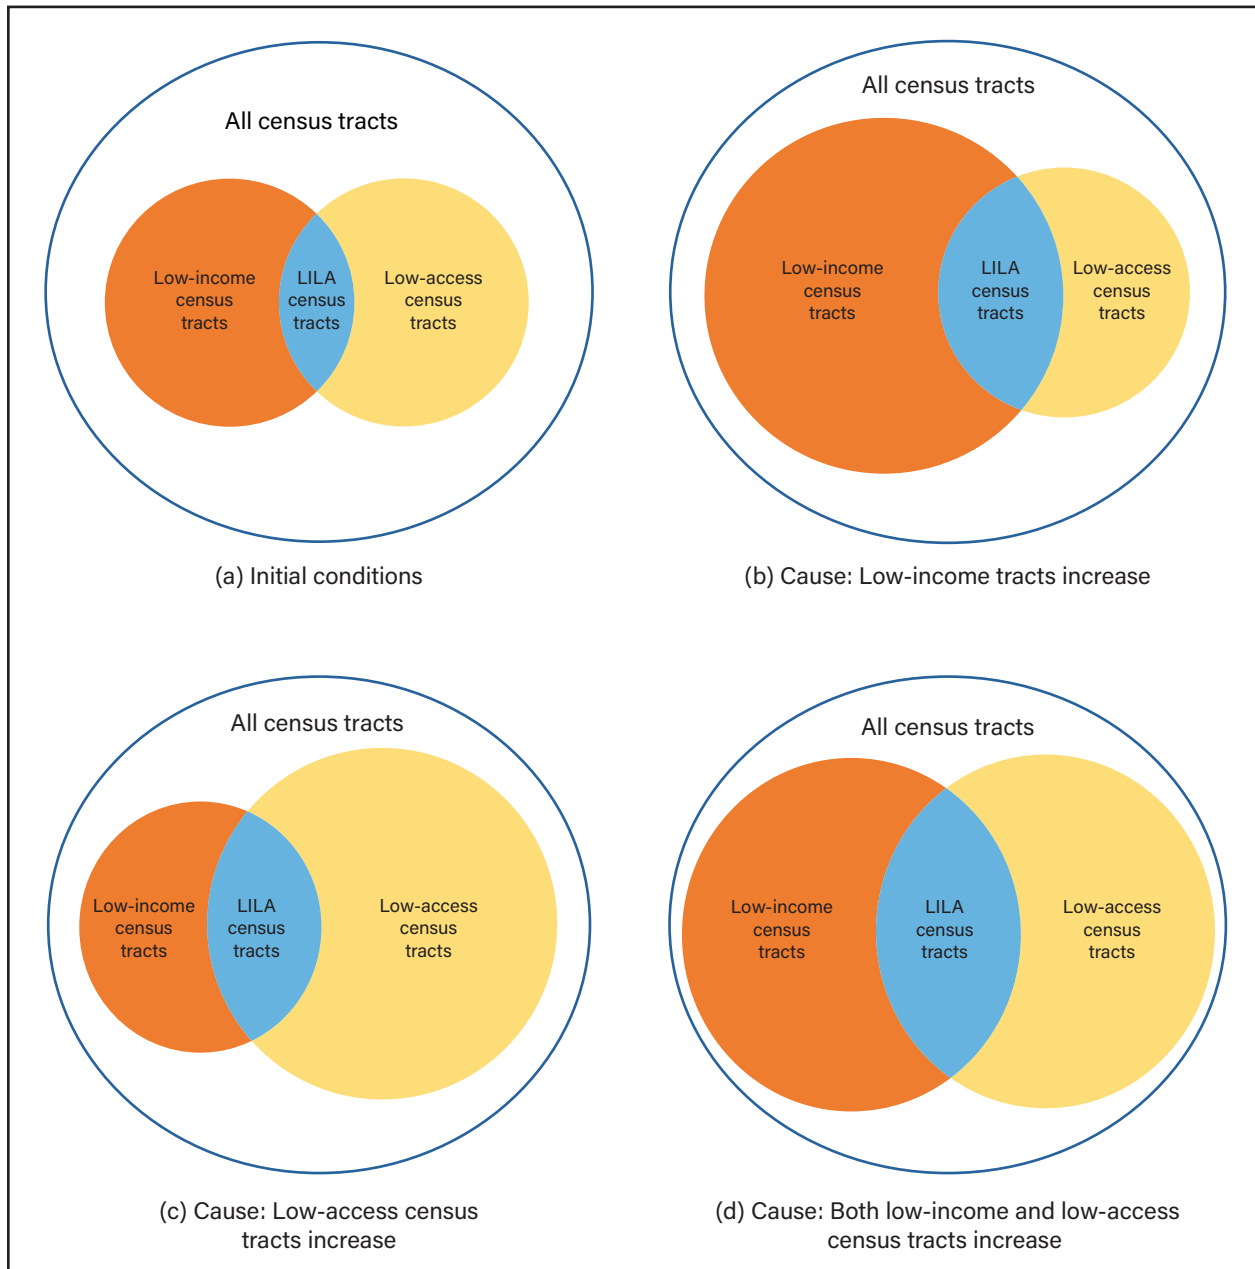 All census tracts
Low-income
census
tracts
LILA
census
tracts
Low-access
census
tracts
(a) Initial conditions
All census tracts
Low-income
census
tracts
LILA
census
tracts
Low-access
census
tracts
(b) Cause: Low-income tracts increase
All census tracts
Low-income
census
tracts
LILA
census
tracts
Low-access
census
tracts
(c) Cause: Low-access census
tracts increase
All census tracts
Low-income
census
tracts
LILA
census
tracts
Low-access
census
tracts
(d) Cause: Both low-income and low-access
census tracts increase